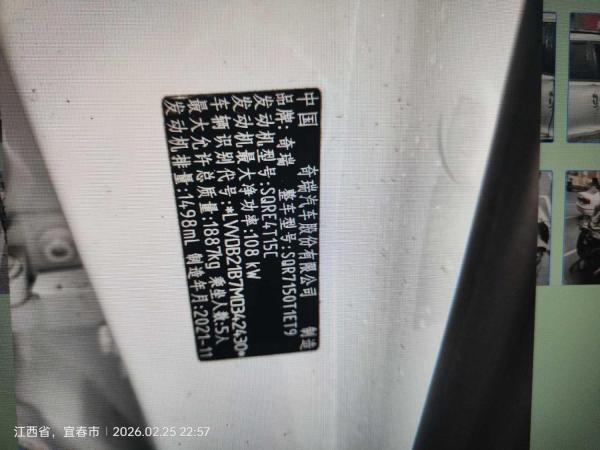 中国 奇瑞汽车股份有限公司 制造
品牌:奇瑞 整车型号:SQR7150T1ET9
发动机型号:SQRE4T15C
发动机最大净功率:108 kW
车辆识别代号:*LVVDB21B7MD342430*
最大允许总质量:1887kg 乘坐人数:5人
发动机排量:1498mL 制造年月:2021-11
江西省，宜春市 | 2026.02.25 22:57